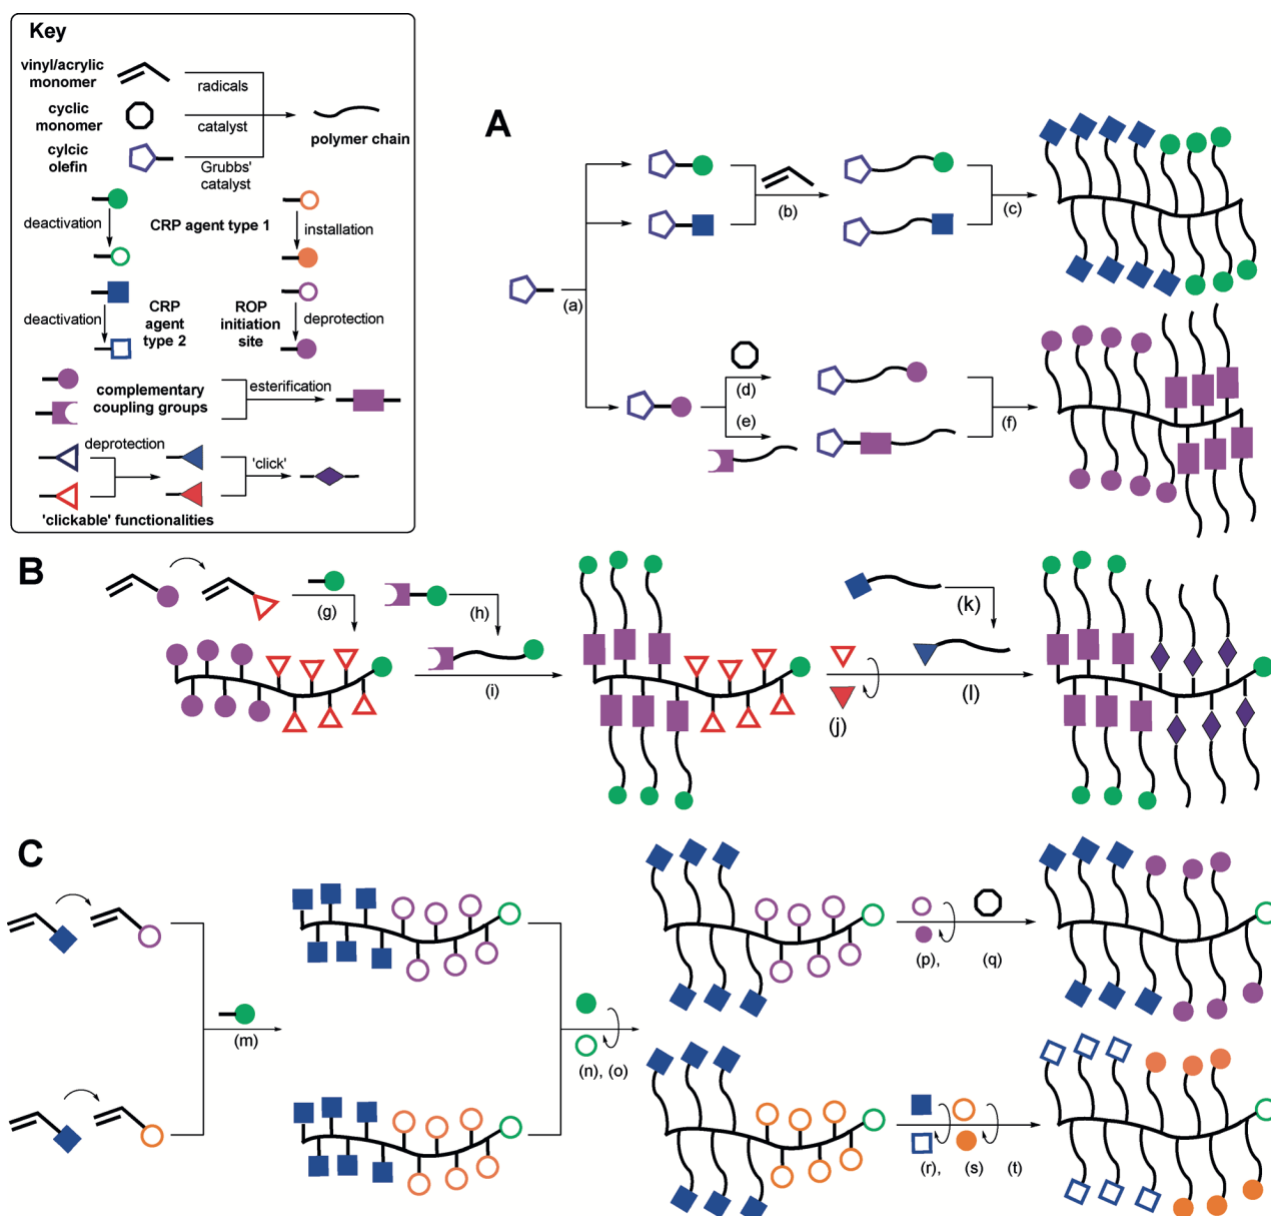 Key
vinyl/acrylic
monomer
radicals
cyclic
monomer
catalyst
polymer chain
cylcic
olefin
Grubbs'
catalyst
deactivation
CRP agent type 1
installation
deactivation
CRP
agent
type 2
ROP
initiation
site
deprotection
complementary
coupling groups
esterification
deprotection
'click'
'clickable' functionalities
A
(a)
(b)
(c)
(d)
(e)
(f)
B
(g)
(h)
(i)
(j)
(k)
(l)
C
(m)
(n), (o)
(p), (q)
(r), (s) (t)